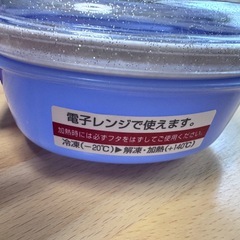 電子レンジで使えます。
加熱時には必ずフタをはずしてご使用ください。
冷凍(-20℃)▶解凍・加熱(+140℃)